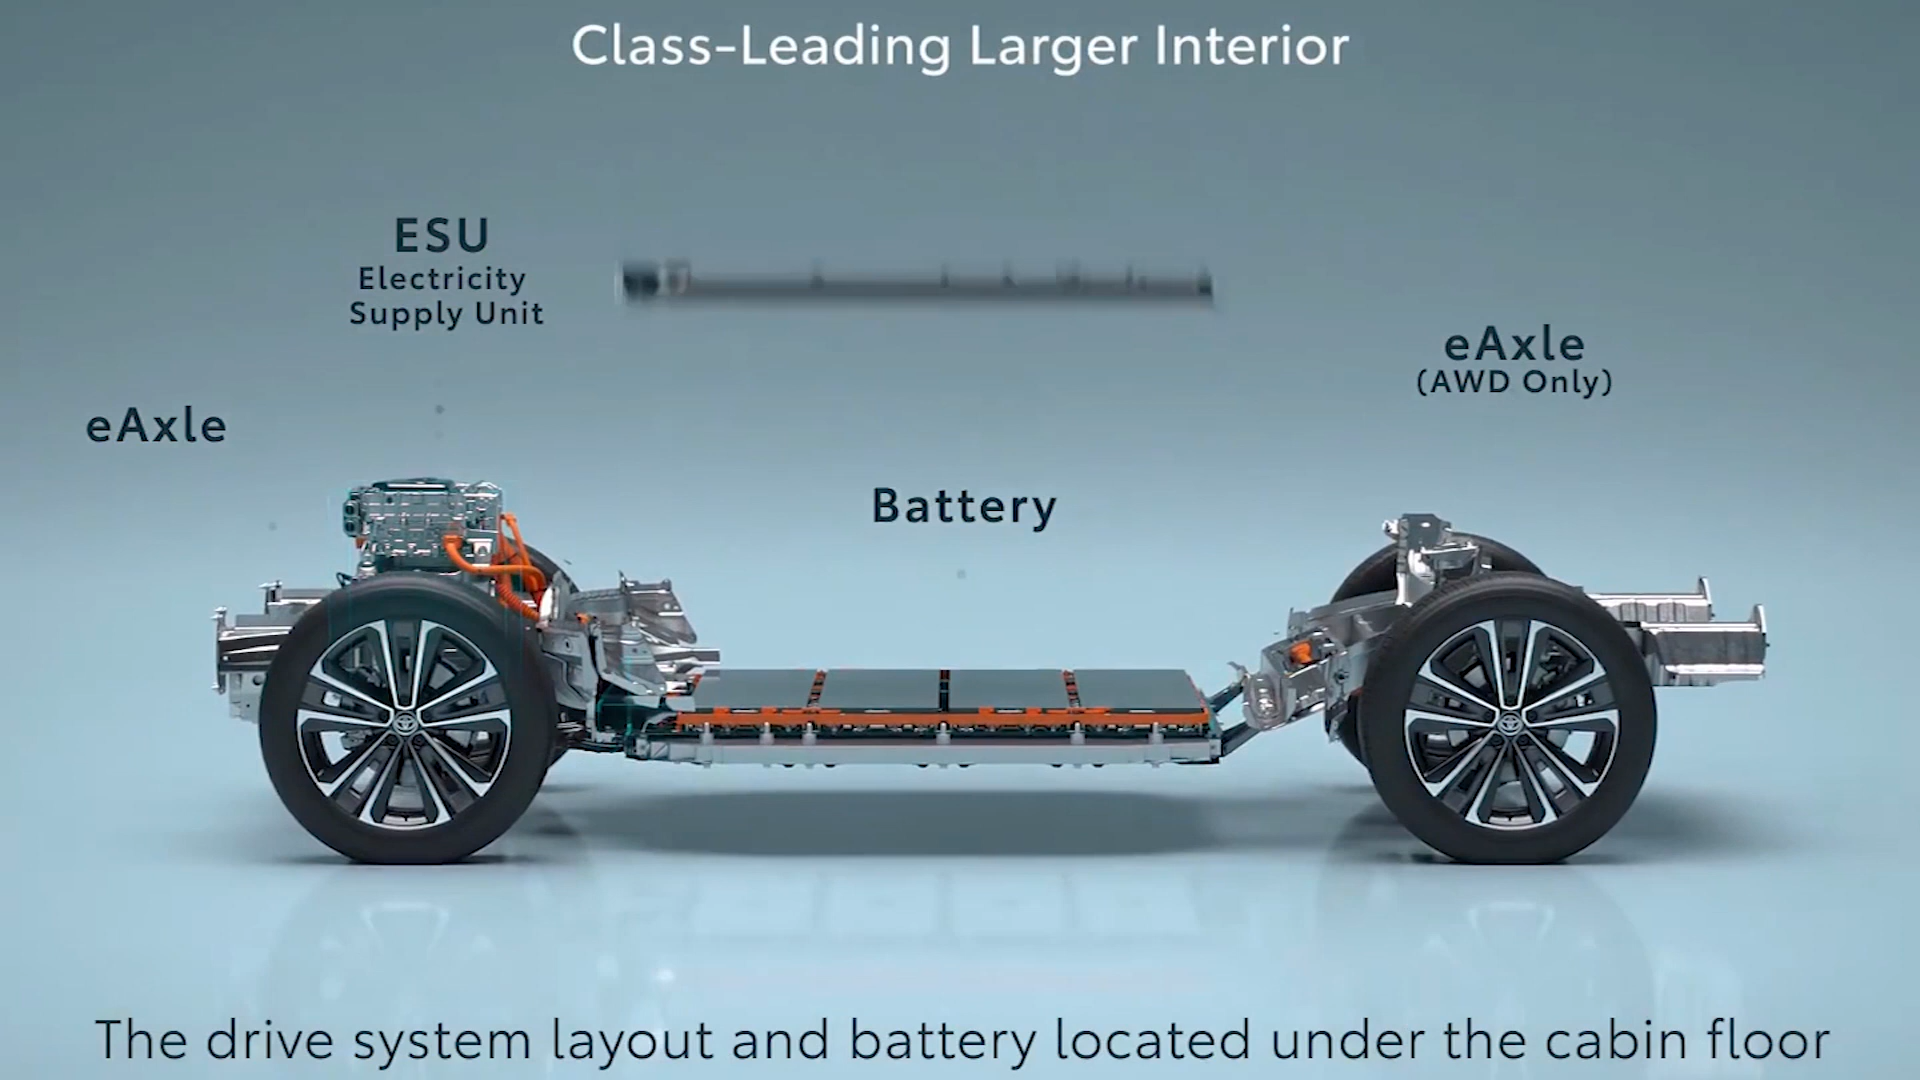 Class-Leading Larger Interior
ESU
Electricity
Supply Unit
eAxle
(AWD Only)
eAxle
Battery
The drive system layout and battery located under the cabin floor